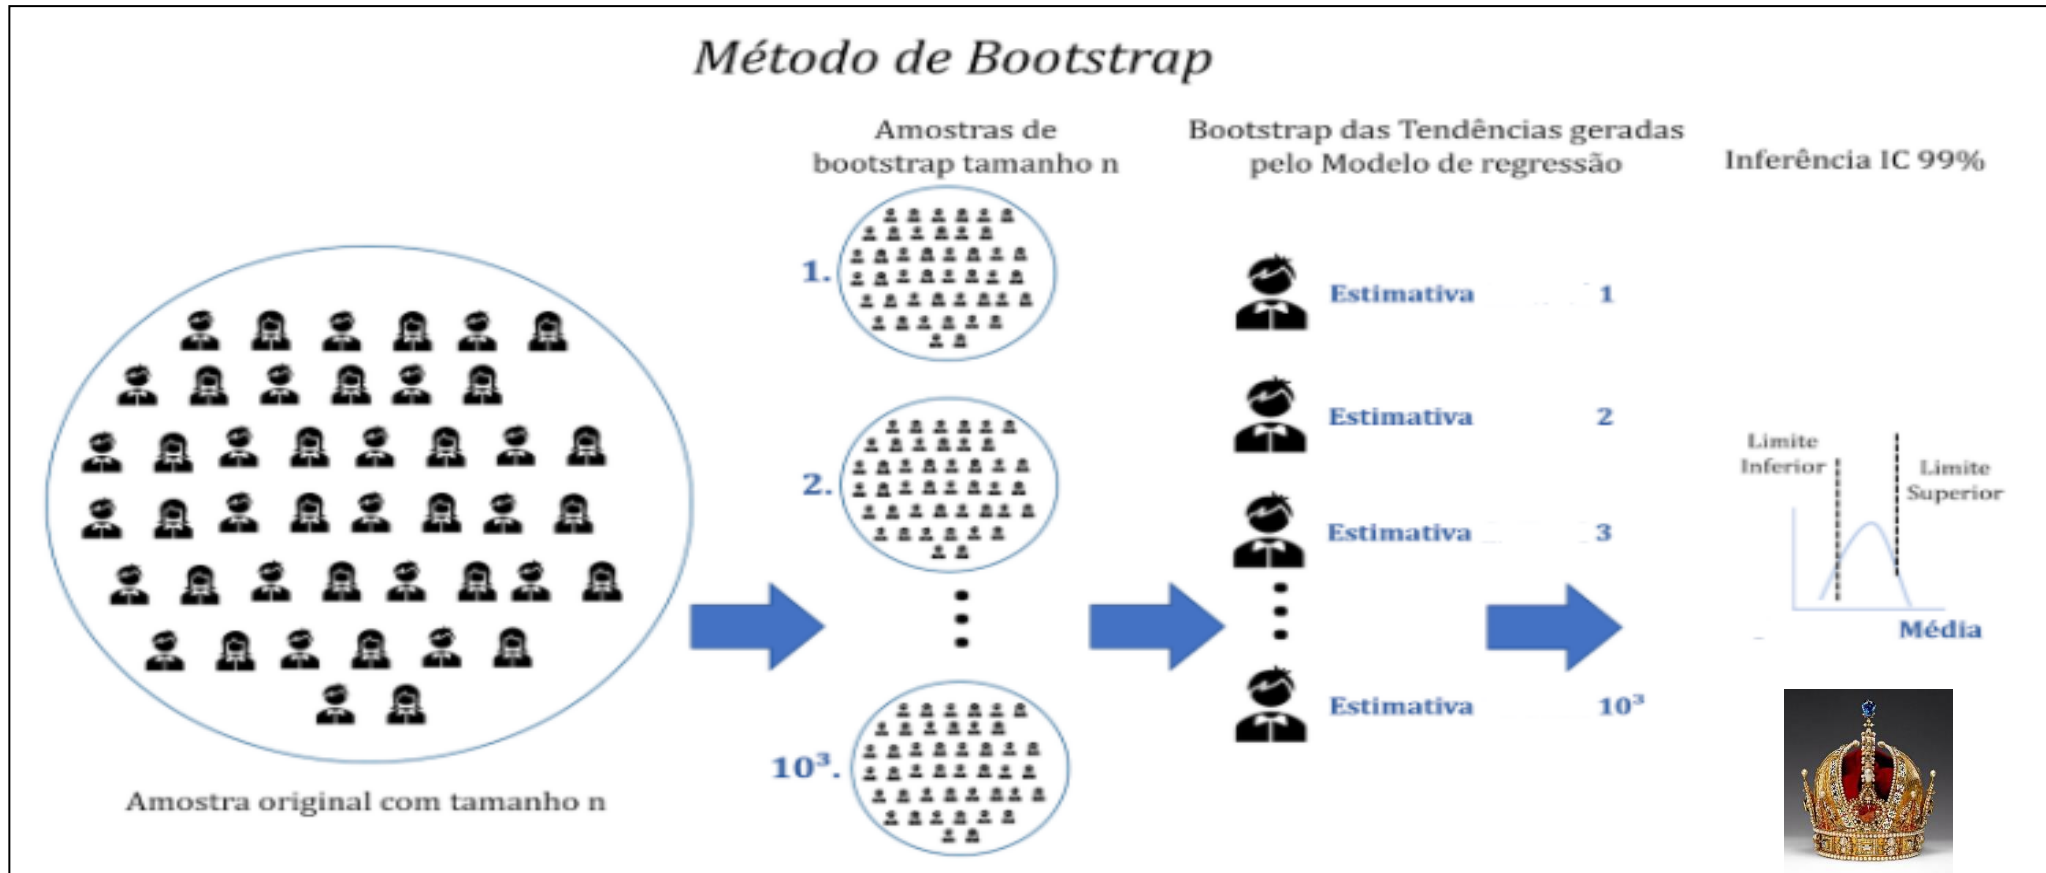 Método de Bootstrap
Amostras de
bootstrap tamanho n
Bootstrap das Tendências geradas
pelo Modelo de regressão
Inferência IC 99%
1.
2.
10³.
Estimativa 1
Estimativa 2
Estimativa 3
Estimativa 10³
Limite
Inferior
Limite
Superior
Média
Amostra original com tamanho n